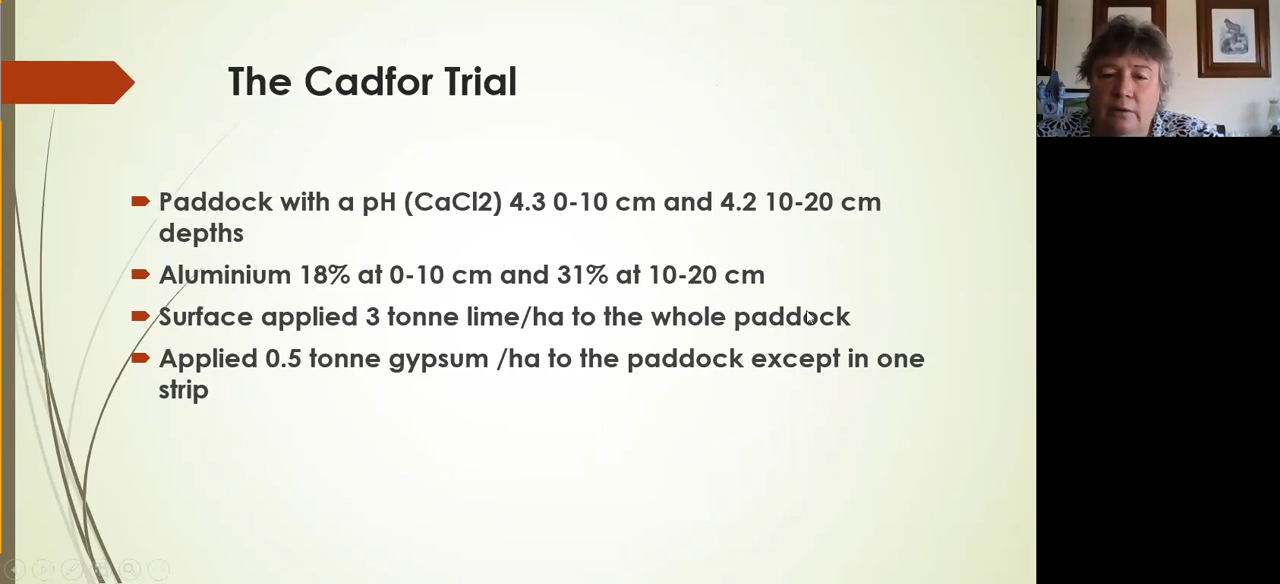 The Cadfor Trial
Paddock with a pH (CaCl2) 4.3 0-10 cm and 4.2 10-20 cm
depths
Aluminium 18% at 0-10 cm and 31% at 10-20 cm
Surface applied 3 tonne lime/ha to the whole paddock
Applied 0.5 tonne gypsum /ha to the paddock except in one
strip